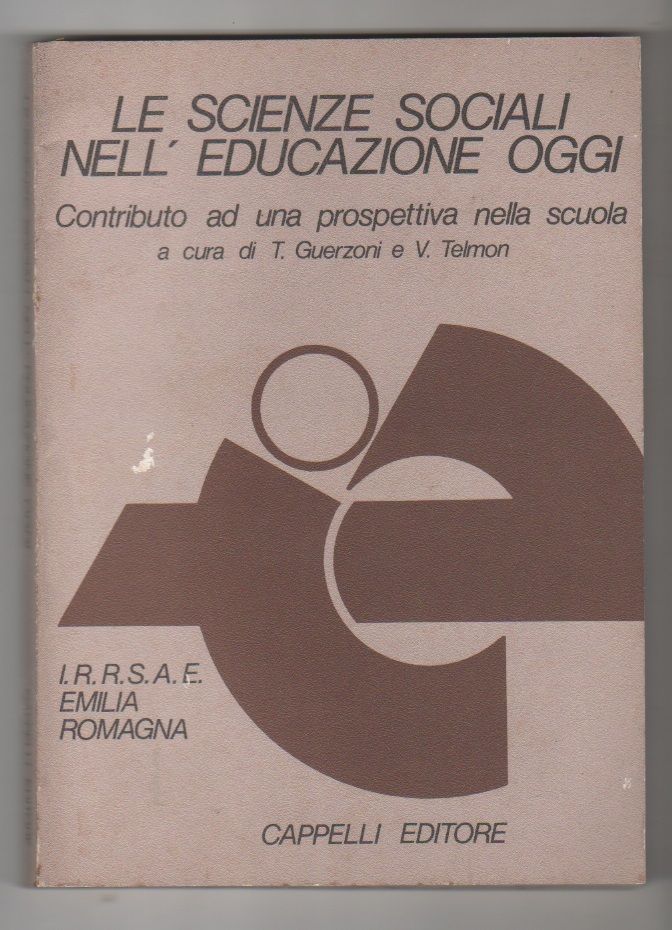 LE SCIENZE SOCIALI
NELL' EDUCAZIONE OGGI
Contributo ad una prospettiva nella scuola
a cura di T. Guerzoni e V. Telmon
I.R.R.S.A.E.
EMILIA
ROMAGNA
CAPPELLI EDITORE